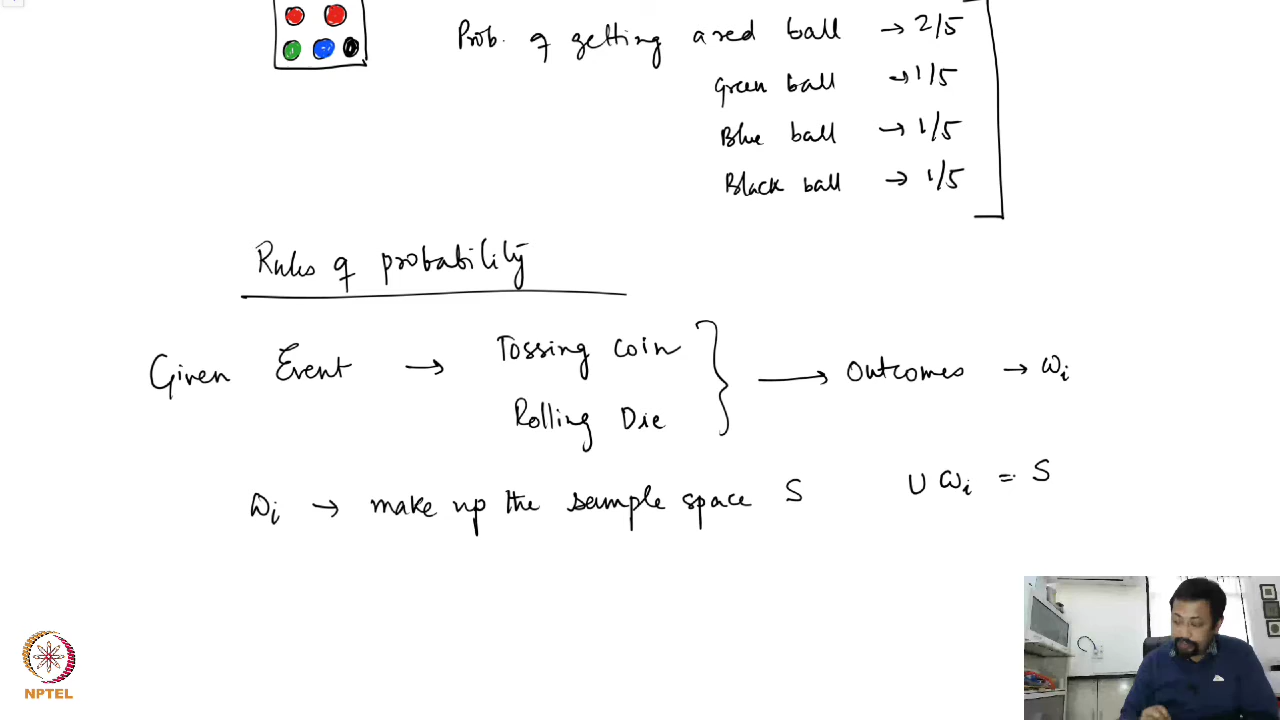 Prob. of getting a red ball → 2/5
Green ball → 1/5
Blue ball → 1/5
Black ball → 1/5
Rules of probability
Given Event → Tossing coin
Rolling Die
→ Outcomes → ωi
ωi → make up the sample space S
∪ ωi = S
NPTEL